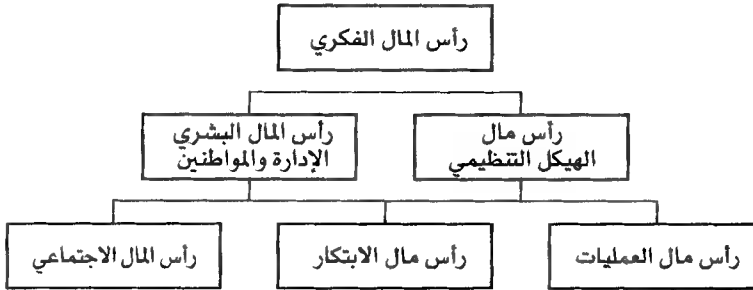 رأس المال الفكري
رأس مال
الهيكل التنظيمي
رأس المال البشري
الإدارة والمواطنين
رأس مال العمليات
رأس مال الابتكار
رأس المال الاجتماعي